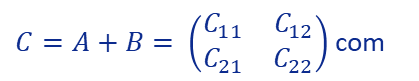 C = A + B = (C₁₁ C₁₂
C₂₁ C₂₂) com